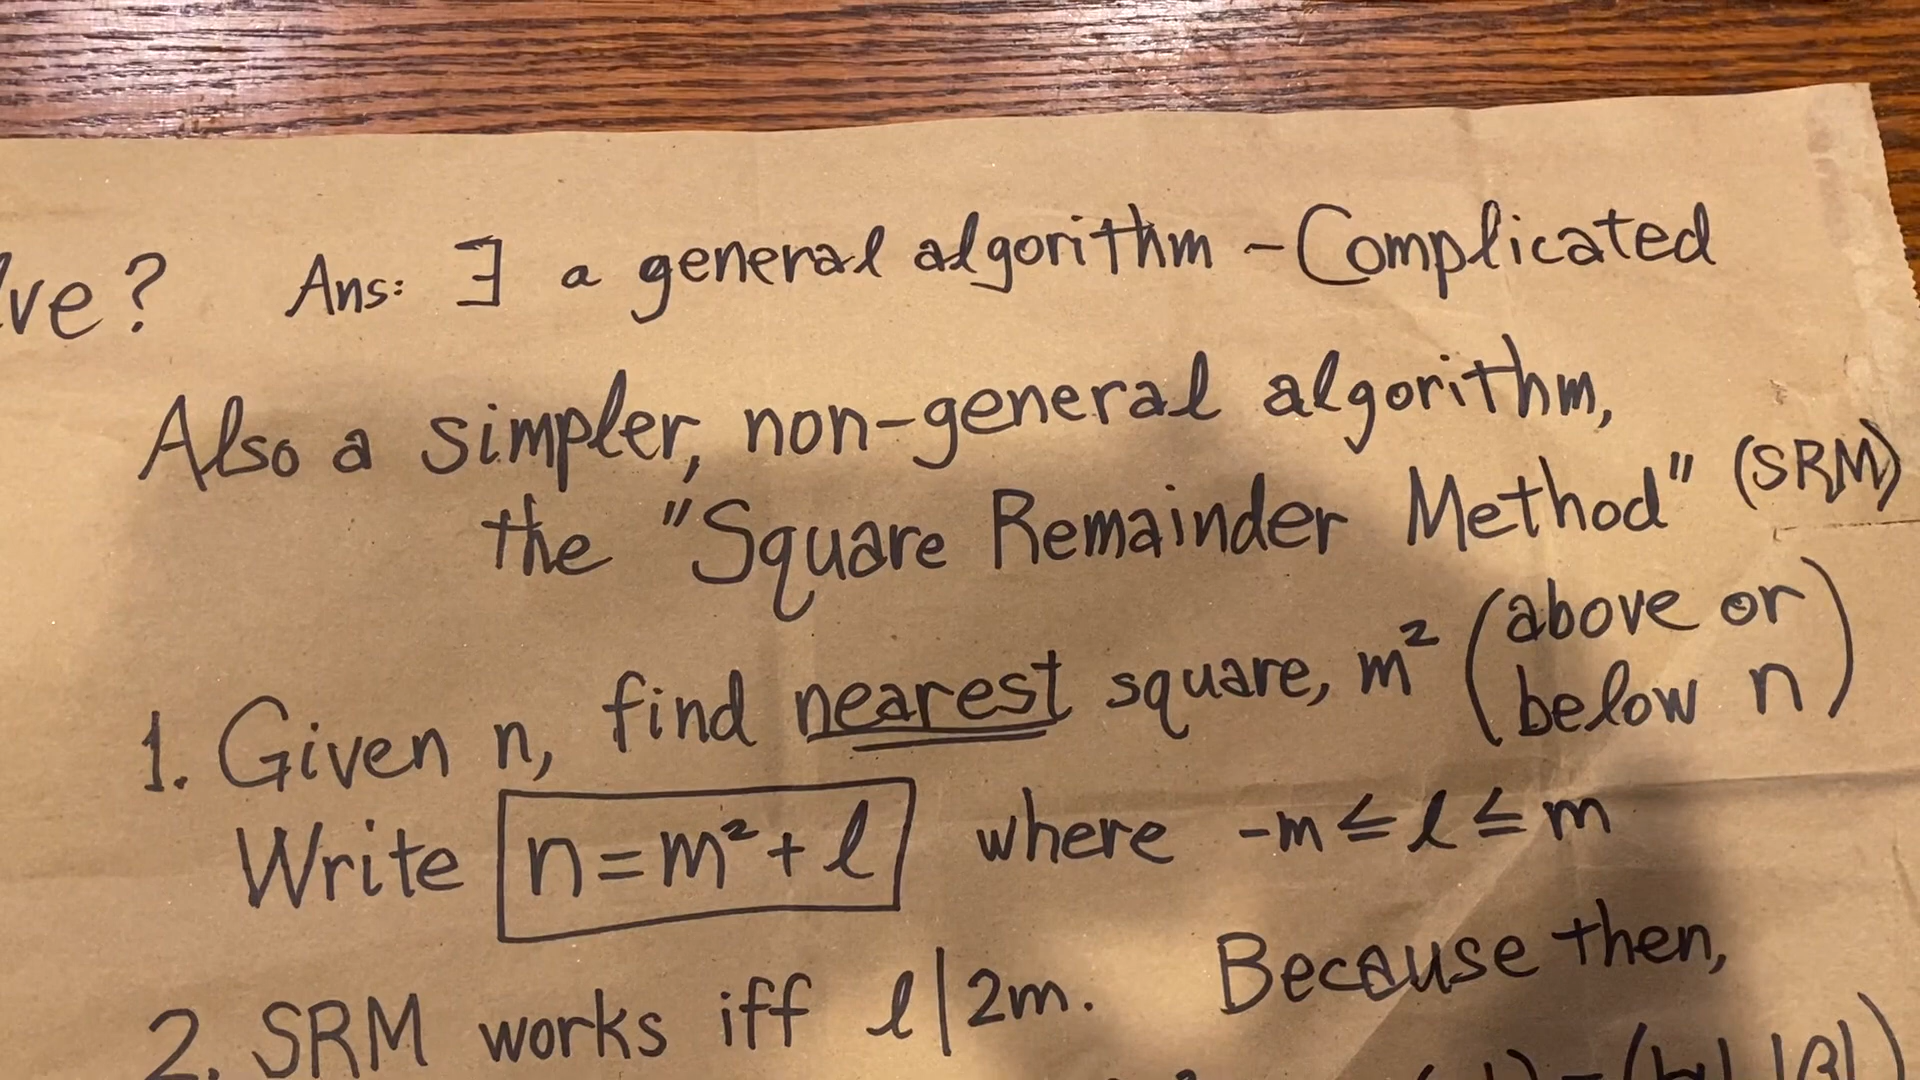 ve? Ans: ∃ a general algorithm - Complicated
Also a simpler, non-general algorithm,
the "Square Remainder Method" (SRM)
1. Given n, find nearest square, m² (above or below n)
Write n = m² + l where -m ≤ l ≤ m
2. SRM works iff l|2m. Because then,